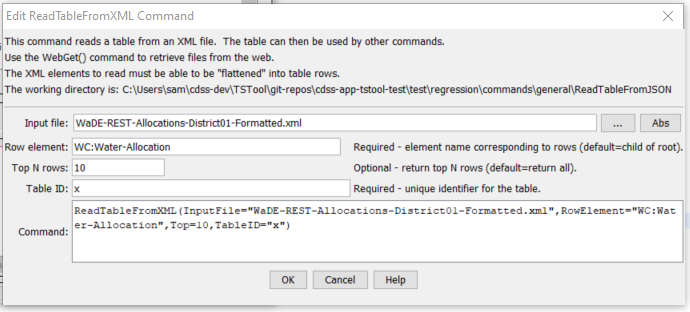 Edit ReadTableFromXML Command
This command reads a table from an XML file. The table can then be used by other commands.
Use the WebGet() command to retrieve files from the web.
The XML elements to read must be able to be "flattened" into table rows.
The working directory is: C:\Users\sam\cdss-dev\TSTool\git-repos\cdss-app-tstool-test\test\regression\commands\general\ReadTableFromJSON
Input file: WaDE-REST-Allocations-District01-Formatted.xml ... Abs
Row element: WC:Water-Allocation Required - element name corresponding to rows (default=child of root).
Top N rows: 10 Optional - return top N rows (default=return all).
Table ID: x Required - unique identifier for the table.
ReadTableFromXML(InputFile="WaDE-REST-Allocations-District01-Formatted.xml",RowElement="WC:Wat
Command: er-Allocation",Top=10,TableID="x")
OK Cancel Help